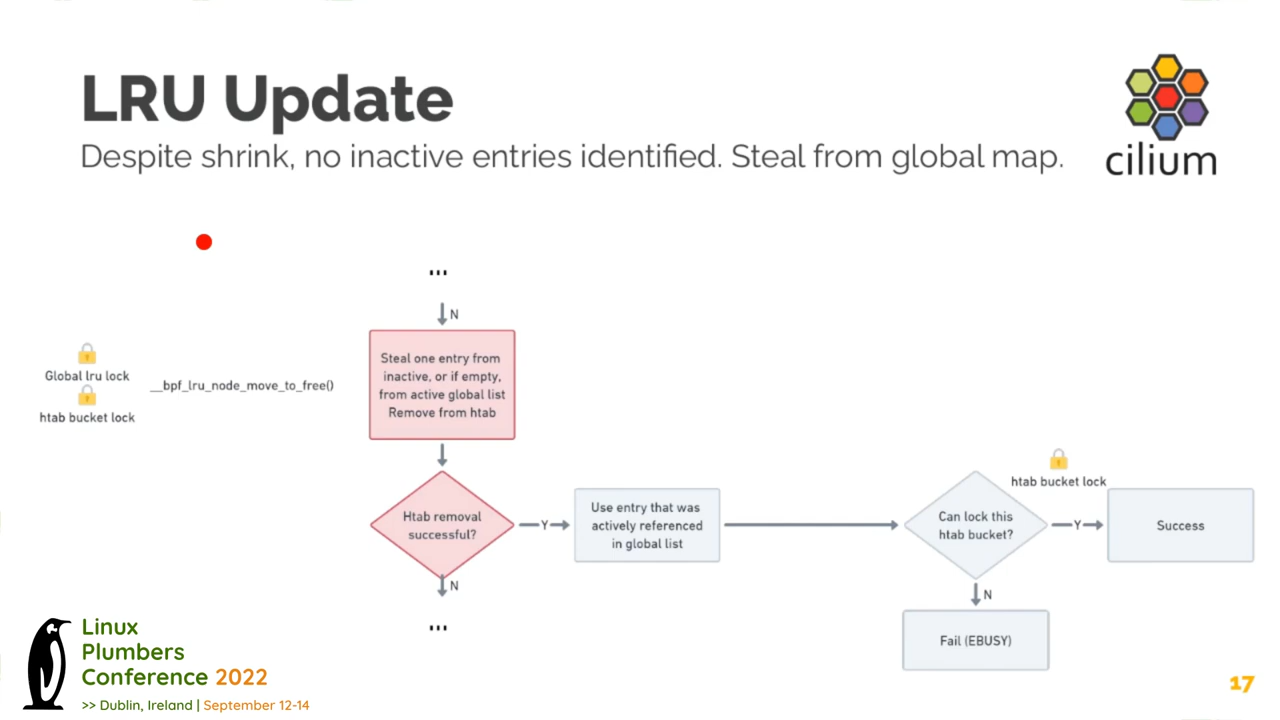 LRU Update
Despite shrink, no inactive entries identified. Steal from global map.
cilium
...
N
Steal one entry from
inactive, or if empty,
from active global list
Remove from htab
Global lru lock
htab bucket lock
__bpf_lru_node_move_to_free()
Htab removal
successful?
Y
Use entry that was
actively referenced
in global list
Can lock this
htab bucket?
htab bucket lock
Y
Success
N
...
N
Fail (EBUSY)
Linux
Plumbers
Conference 2022
>> Dublin, Ireland | September 12-14
17